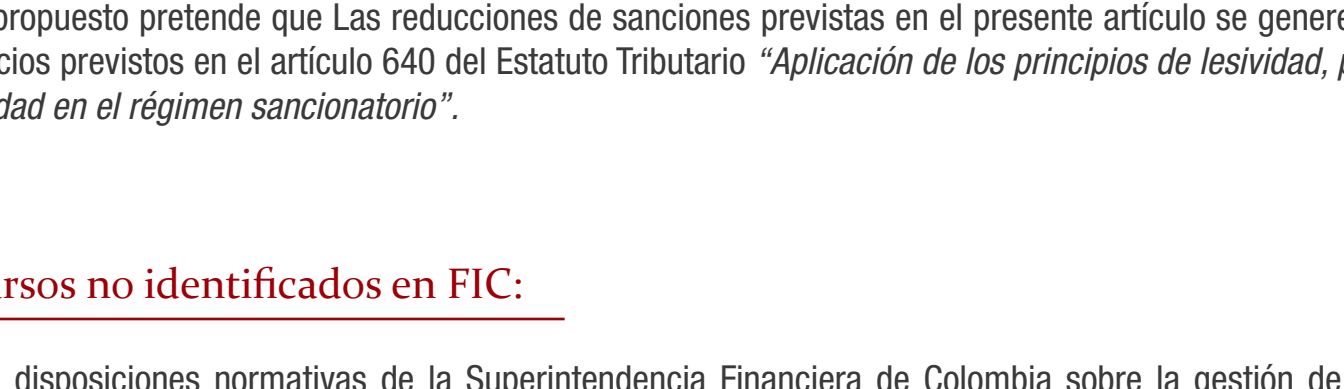 propuesto pretende que Las reducciones de sanciones previstas en el presente artículo se gener
cios previstos en el artículo 640 del Estatuto Tributario “Aplicación de los principios de lesividad,
dad en el régimen sancionatorio”.
rsos no identificados en FIC:
disposiciones normativas de la Superintendencia Financiera de Colombia sobre la gestión de